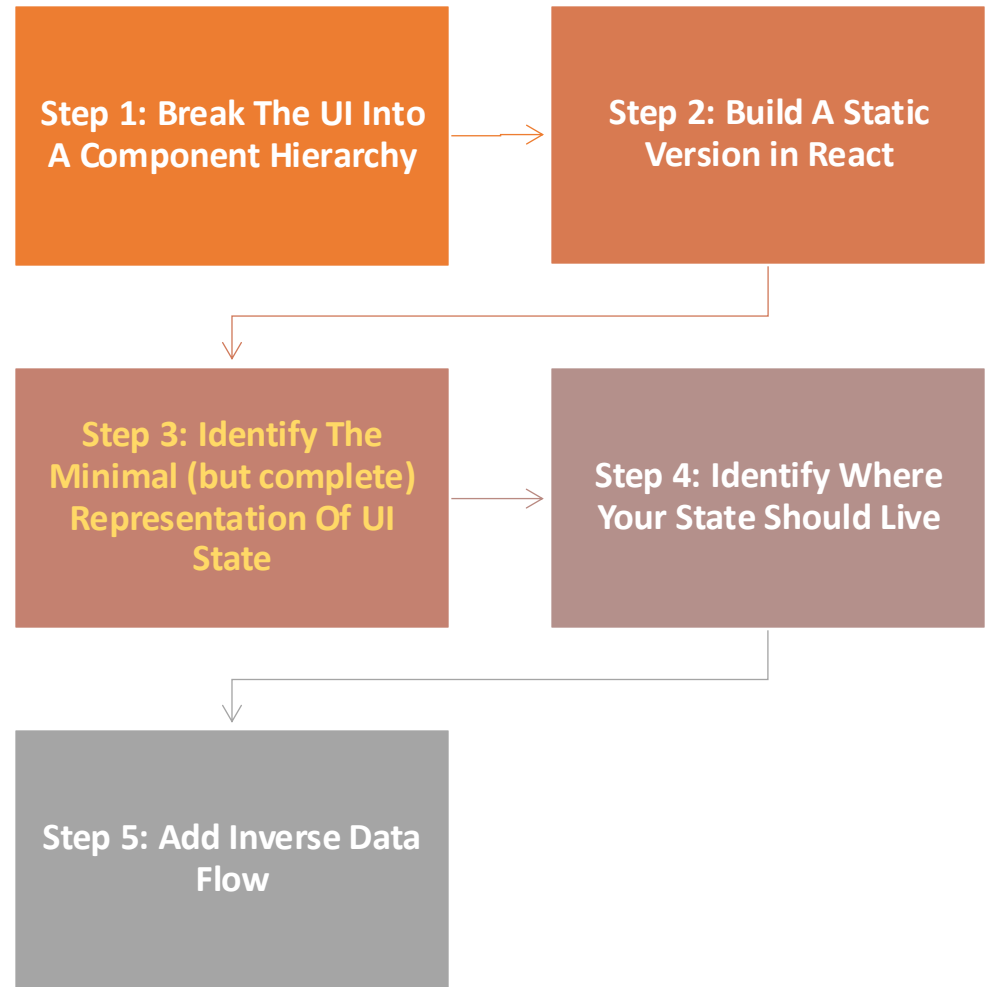 Step 1: Break The UI Into
A Component Hierarchy
Step 2: Build A Static
Version in React
Step 3: Identify The
Minimal (but complete)
Representation Of UI
State
Step 4: Identify Where
Your State Should Live
Step 5: Add Inverse Data
Flow